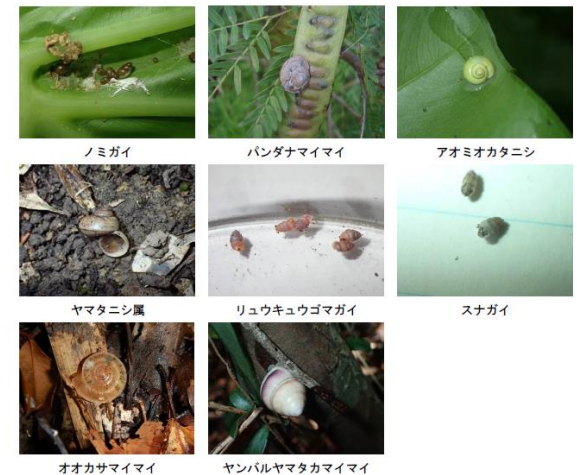 ノミガイ
パンダナマイマイ
アオミオカタニシ
ヤマタニシ属
リュウキュウゴマガイ
スナガイ
オオカサマイマイ
ヤンバルヤマタカマイマイ